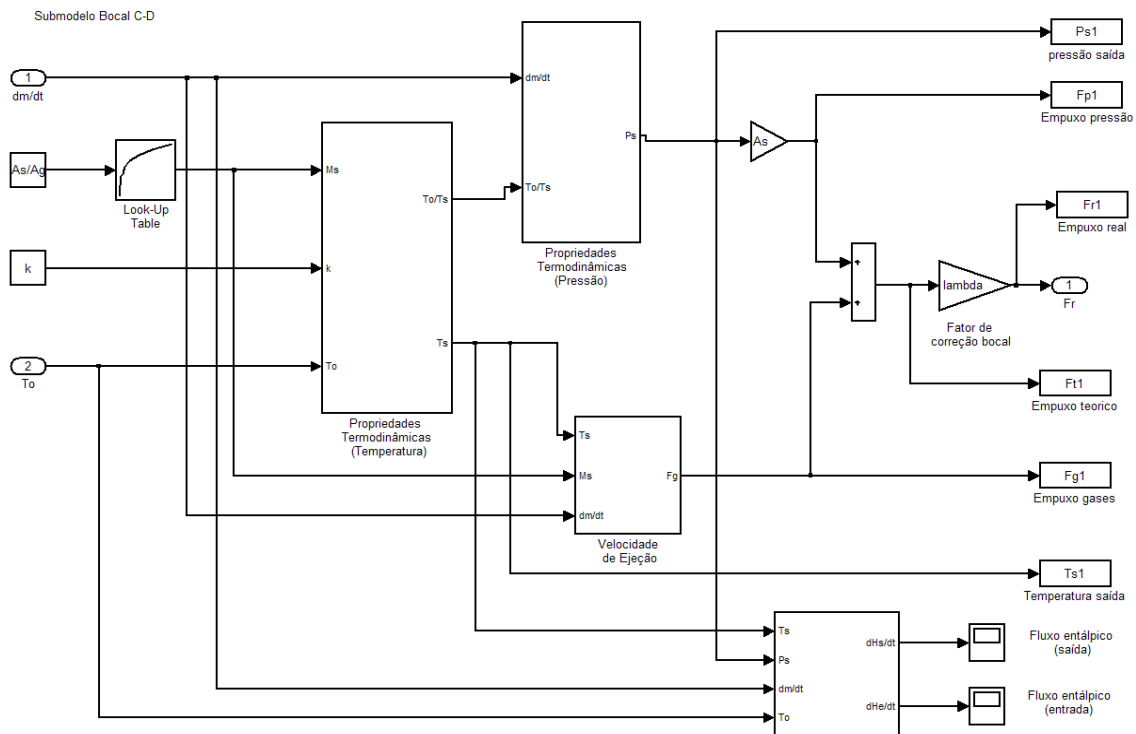 Submodelo Bocal C-D
1
dm/dt
As/Ag
Look-Up
Table
k
2
To
Ms
k
To
To/Ts
Ts
Propriedades
Termodinâmicas
(Temperatura)
dm/dt
To/Ts
Ps
Propriedades
Termodinâmicas
(Pressão)
Ts
Ms
dm/dt
Fg
Velocidade
de Ejeção
As
+
+
lambda
Fator de
correção bocal
Ps1
pressão saída
Fp1
Empuxo pressão
Fr1
Empuxo real
1
Fr
Ft1
Empuxo teorico
Fg1
Empuxo gases
Ts1
Temperatura saída
Ts
Ps
dm/dt
To
dHs/dt
dHe/dt
Fluxo entálpico
(saída)
Fluxo entálpico
(entrada)